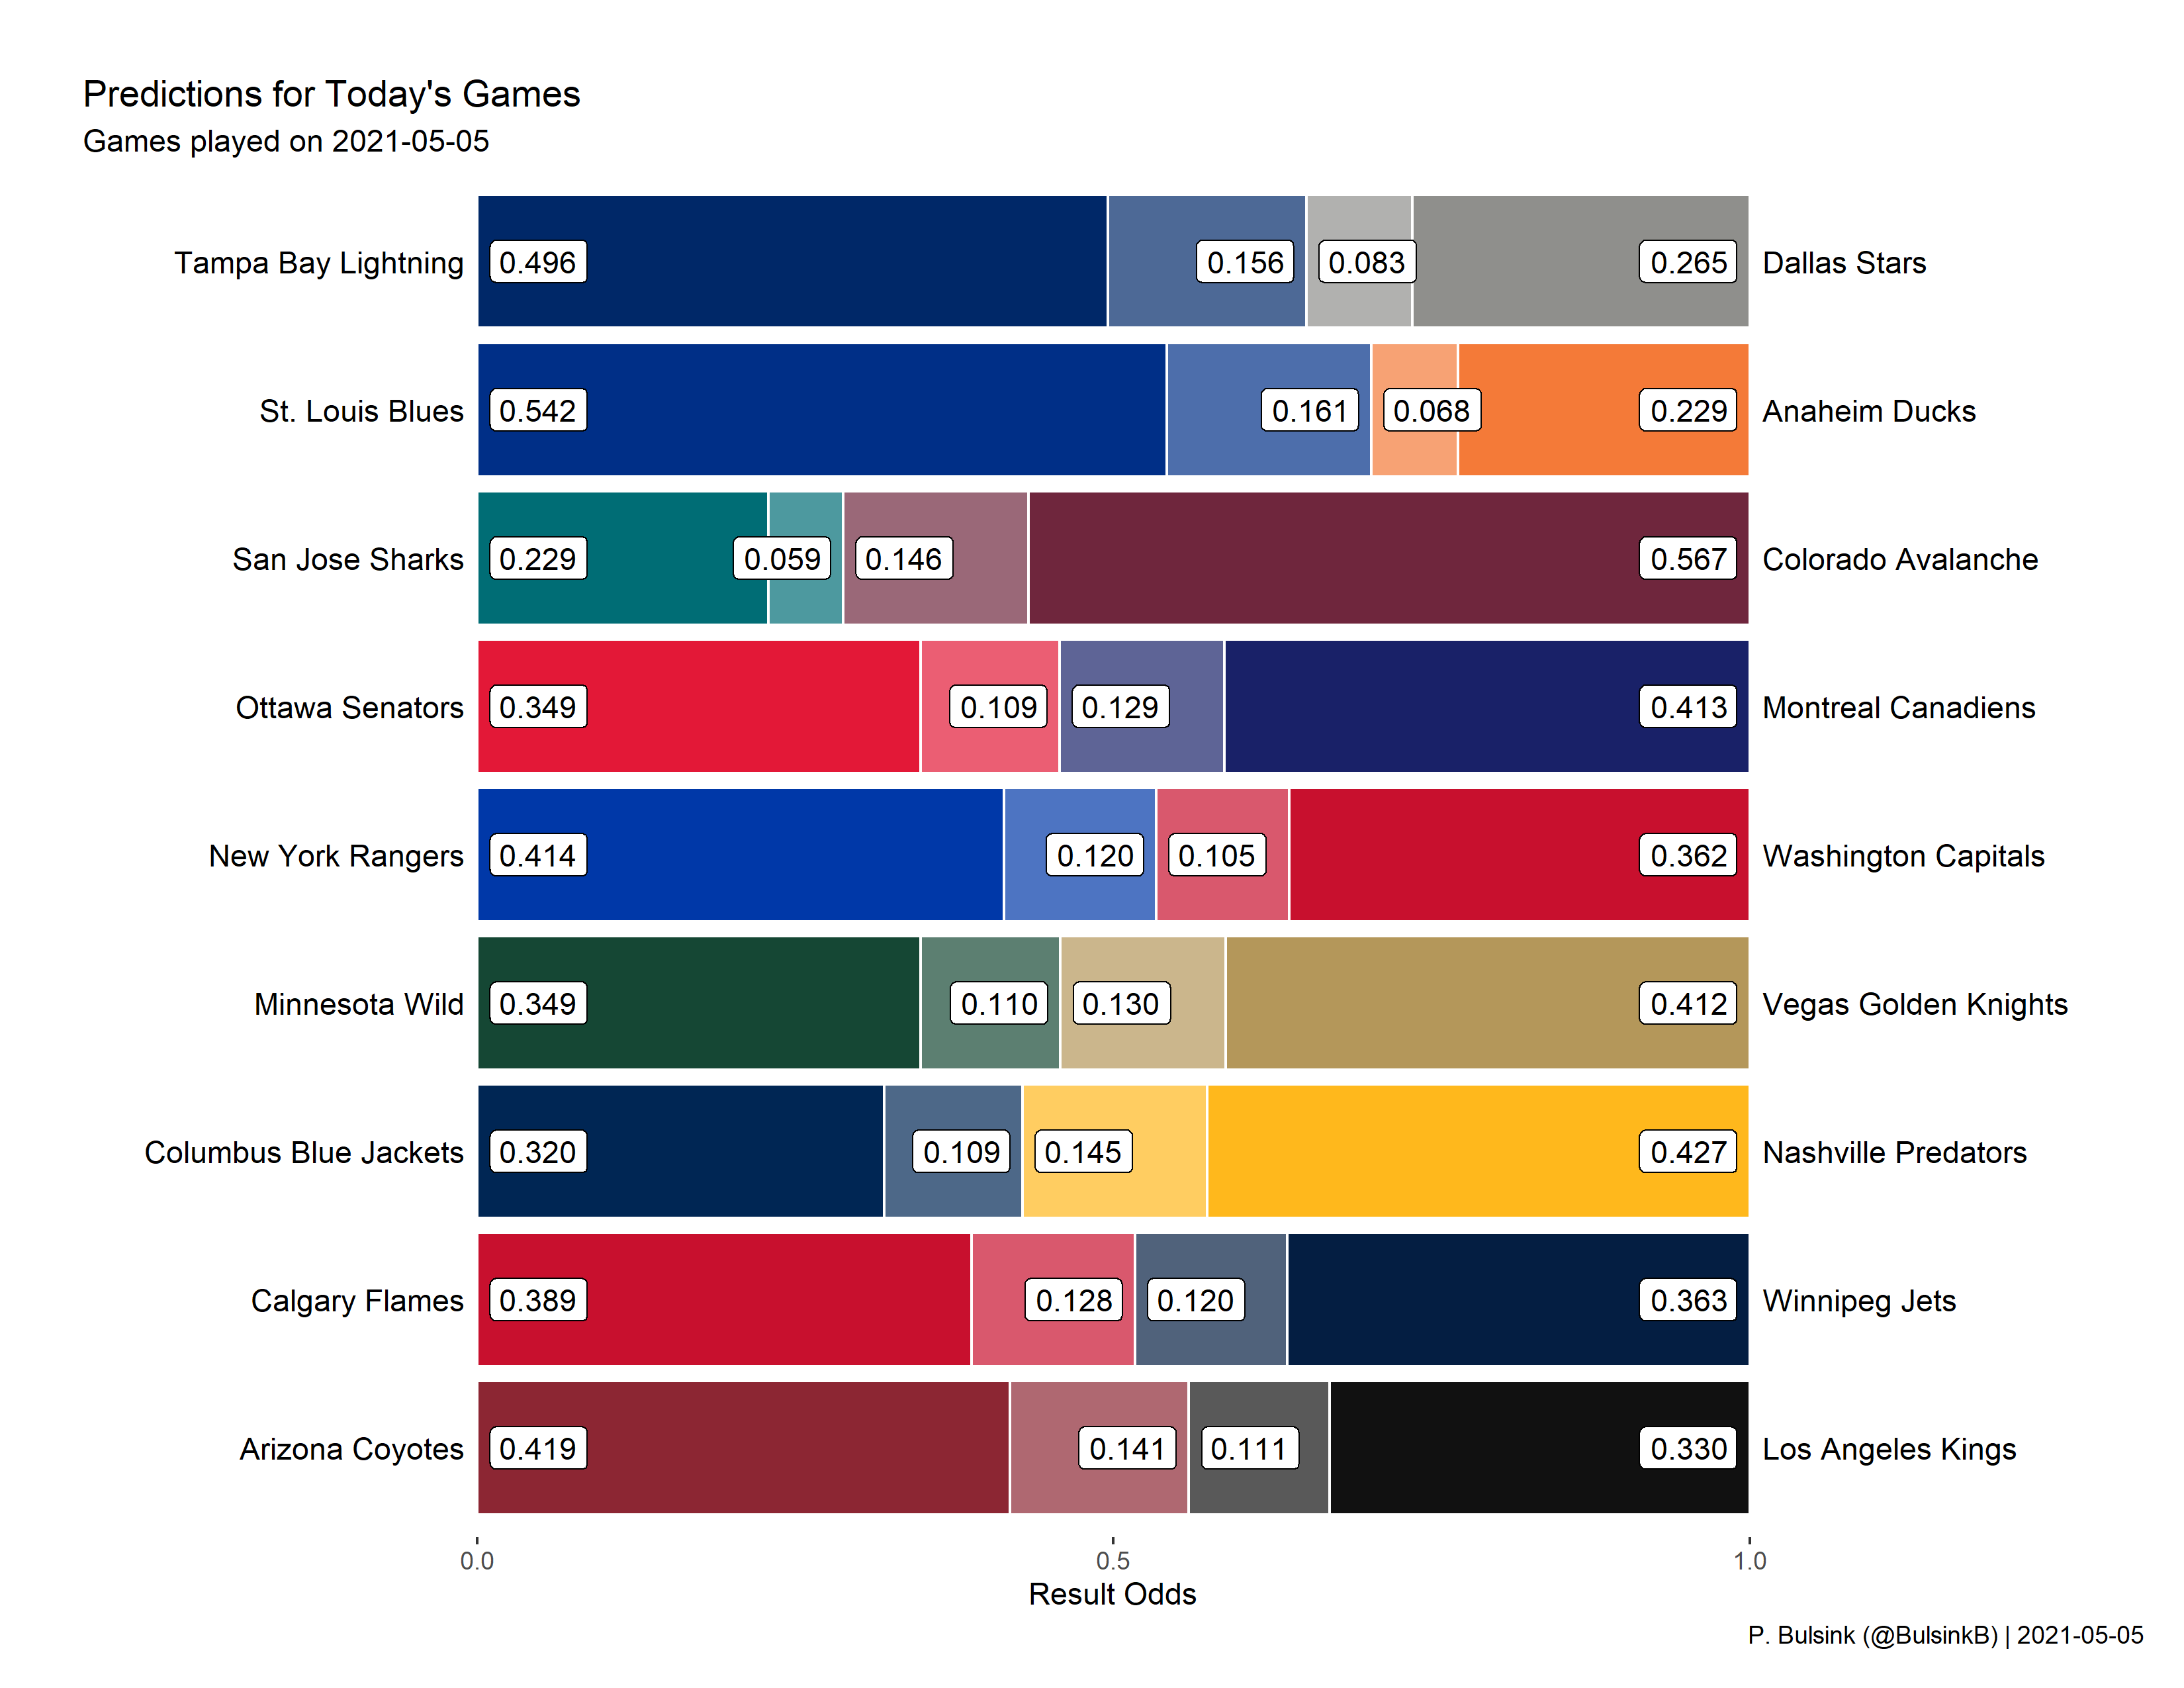 Predictions for Today's Games
Games played on 2021-05-05
Tampa Bay Lightning 0.496 0.156 0.083 0.265 Dallas Stars
St. Louis Blues 0.542 0.161 0.068 0.229 Anaheim Ducks
San Jose Sharks 0.229 0.059 0.146 0.567 Colorado Avalanche
Ottawa Senators 0.349 0.109 0.129 0.413 Montreal Canadiens
New York Rangers 0.414 0.120 0.105 0.362 Washington Capitals
Minnesota Wild 0.349 0.110 0.130 0.412 Vegas Golden Knights
Columbus Blue Jackets 0.320 0.109 0.145 0.427 Nashville Predators
Calgary Flames 0.389 0.128 0.120 0.363 Winnipeg Jets
Arizona Coyotes 0.419 0.141 0.111 0.330 Los Angeles Kings
0.0 0.5 1.0
Result Odds
P. Bulsink (@BulsinkB) | 2021-05-05